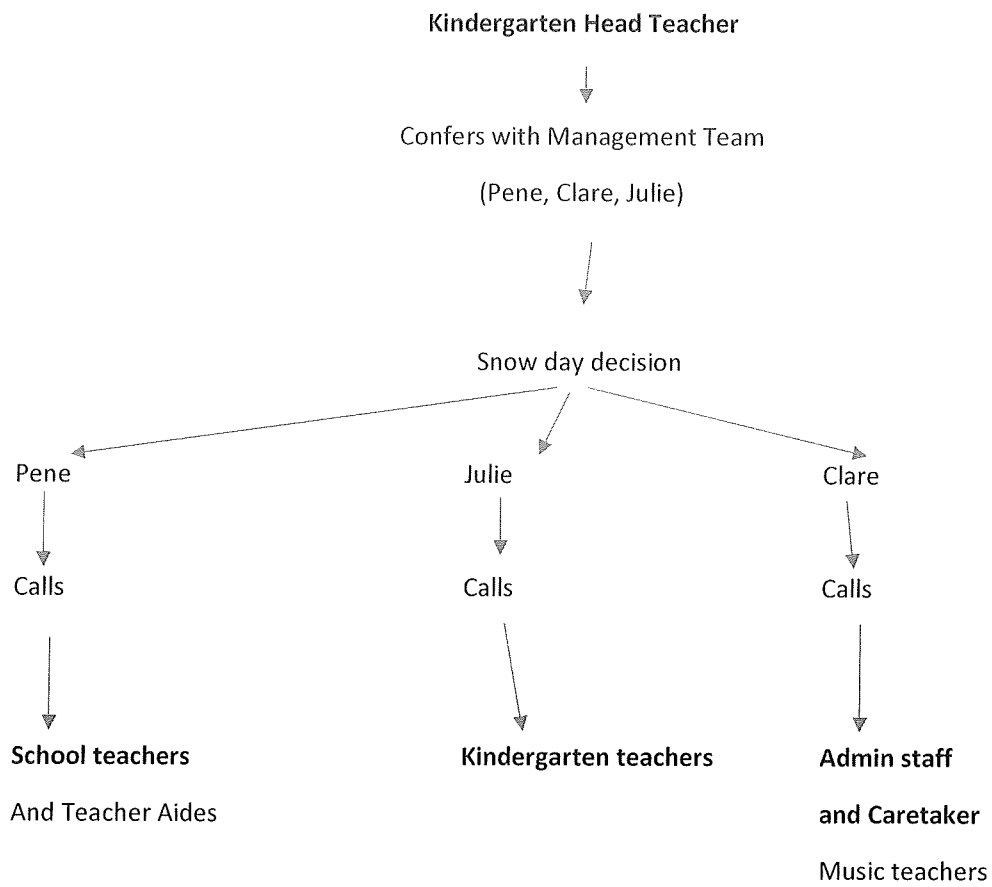 Kindergarten Head Teacher
Confers with Management Team
(Pene, Clare, Julie)
Snow day decision
Pene
Julie
Clare
Calls
Calls
Calls
School teachers
And Teacher Aides
Kindergarten teachers
Admin staff
and Caretaker
Music teachers